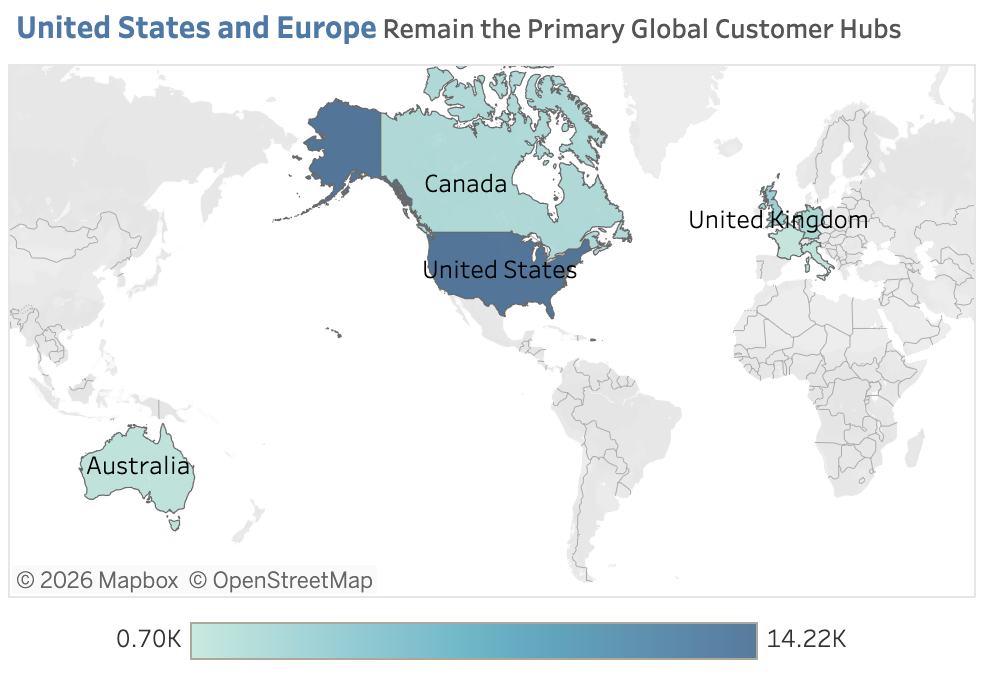 United States and Europe Remain the Primary Global Customer Hubs
Canada
United Kingdom
United States
Australia
© 2026 Mapbox © OpenStreetMap
0.70K 14.22K